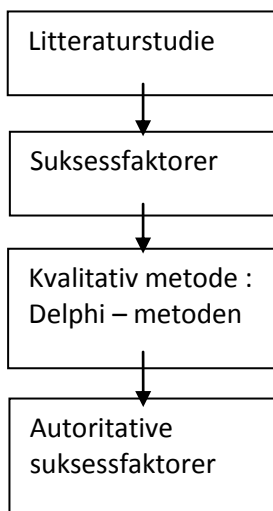 Litteraturstudie
Suksessfaktorer
Kvalitativ metode :
Delphi – metoden
Autoritative
suksessfaktorer